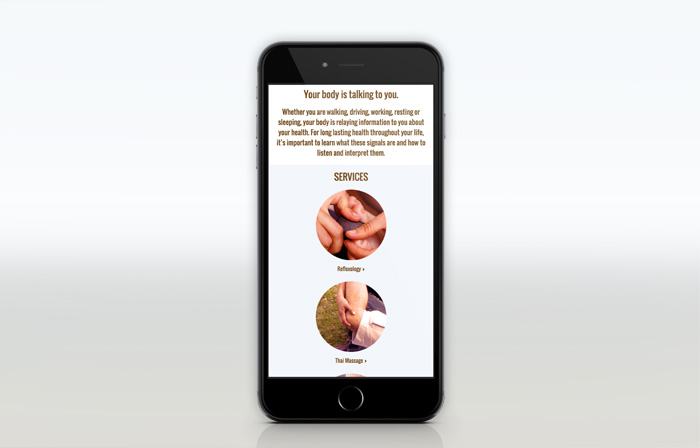 Your body is talking to you.
Whether you are walking, driving, working, resting or
sleeping, your body is relaying information to you about
your health. For long lasting health throughout your life,
it's important to learn what these signals are and how to
listen and interpret them.
SERVICES
Reflexology
Thai Massage